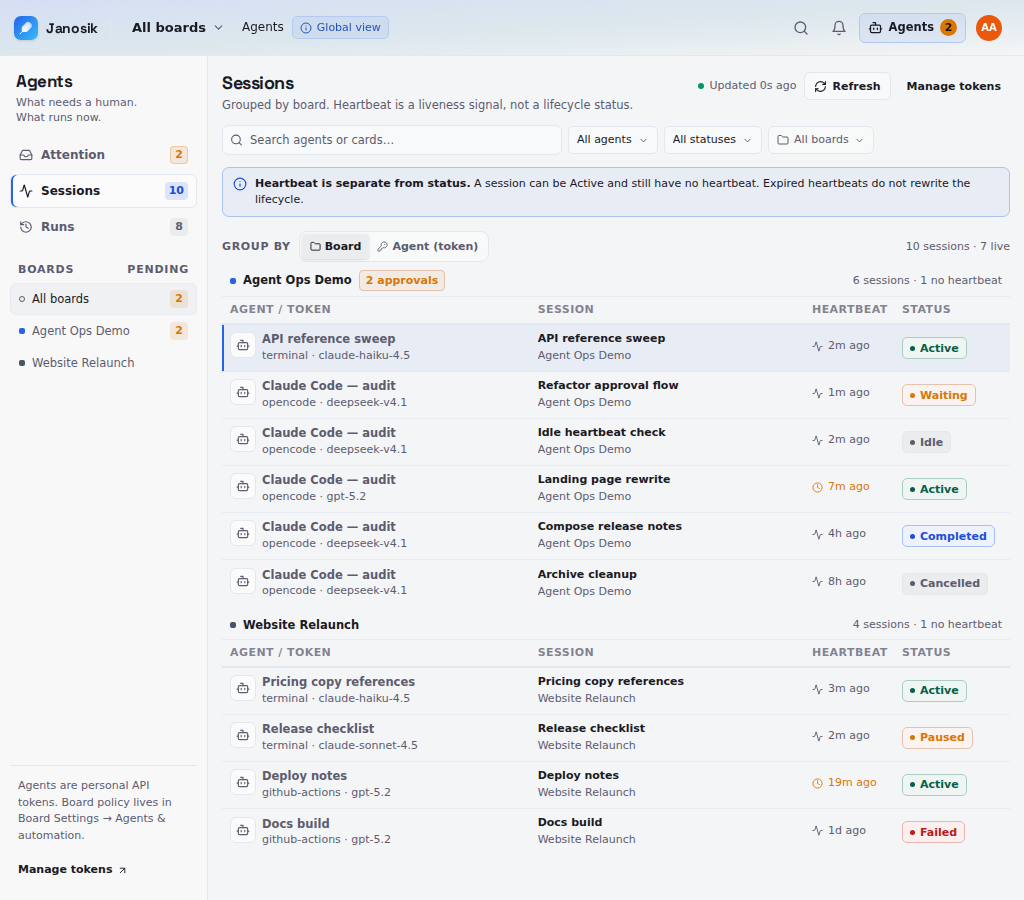 Janosik
All boards
Agents
Global view
Agents 2
AA
Agents
What needs a human.
What runs now.
Attention 2
Sessions 10
Runs 8
BOARDS PENDING
All boards 2
Agent Ops Demo 2
Website Relaunch
Agents are personal API
tokens. Board policy lives in
Board Settings → Agents &
automation.
Manage tokens
Sessions
Grouped by board. Heartbeat is a liveness signal, not a lifecycle status.
Updated 0s ago
Refresh
Manage tokens
Search agents or cards...
All agents
All statuses
All boards
Heartbeat is separate from status. A session can be Active and still have no heartbeat. Expired heartbeats do not rewrite the
lifecycle.
GROUP BY Board Agent (token) 10 sessions · 7 live
Agent Ops Demo 2 approvals 6 sessions · 1 no heartbeat
AGENT / TOKEN SESSION HEARTBEAT STATUS
API reference sweep API reference sweep 2m ago Active
terminal · claude-haiku-4.5 Agent Ops Demo
Claude Code — audit Refactor approval flow 1m ago Waiting
opencode · deepseek-v4.1 Agent Ops Demo
Claude Code — audit Idle heartbeat check 2m ago Idle
opencode · deepseek-v4.1 Agent Ops Demo
Claude Code — audit Landing page rewrite 7m ago Active
opencode · gpt-5.2 Agent Ops Demo
Claude Code — audit Compose release notes 4h ago Completed
opencode · deepseek-v4.1 Agent Ops Demo
Claude Code — audit Archive cleanup 8h ago Cancelled
opencode · deepseek-v4.1 Agent Ops Demo
Website Relaunch 4 sessions · 1 no heartbeat
AGENT / TOKEN SESSION HEARTBEAT STATUS
Pricing copy references Pricing copy references 3m ago Active
terminal · claude-haiku-4.5 Website Relaunch
Release checklist Release checklist 2m ago Paused
terminal · claude-sonnet-4.5 Website Relaunch
Deploy notes Deploy notes 19m ago Active
github-actions · gpt-5.2 Website Relaunch
Docs build Docs build 1d ago Failed
github-actions · gpt-5.2 Website Relaunch